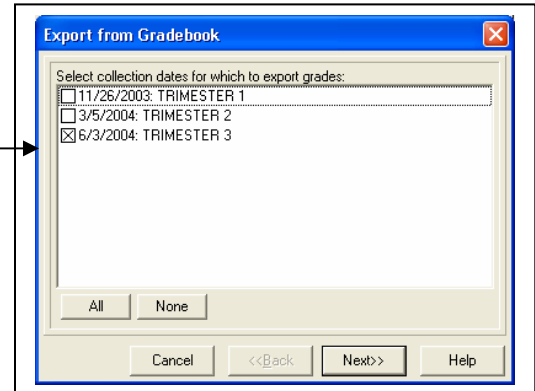 Export from Gradebook
Select collection dates for which to export grades:
11/26/2003: TRIMESTER 1
3/5/2004: TRIMESTER 2
6/3/2004: TRIMESTER 3
All None
Cancel <<Back Next>> Help